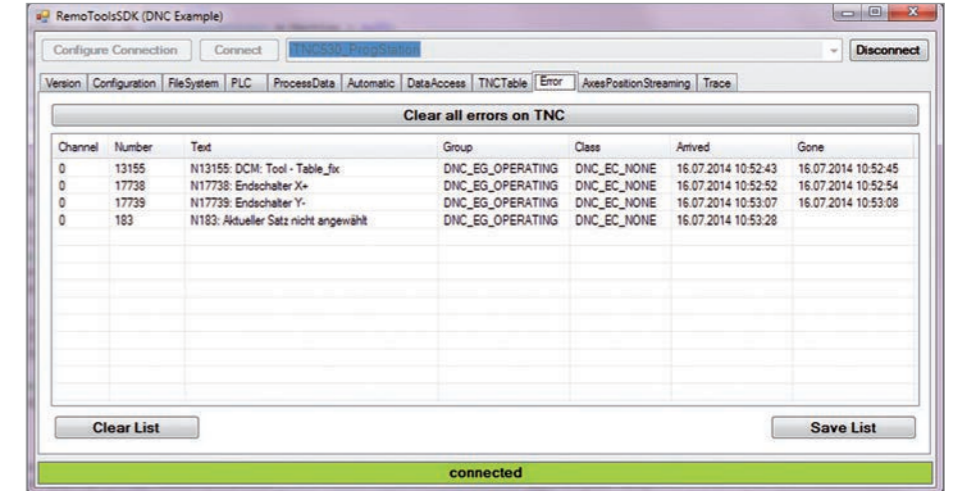 RemoToolsSDK (DNC Example)
Configure Connection Connect iTNC530_ProgStation Disconnect
Version Configuration FileSystem PLC ProcessData Automatic DataAccess TNCTable Error AxesPositionStreaming Trace
Clear all errors on TNC
Channel Number Text Group Class Arrived Gone
0 13155 N13155: DCM: Tool - Table_fix DNC_EG_OPERATING DNC_EC_NONE 16.07.2014 10:52:43 16.07.2014 10:52:45
0 17738 N17738: Endschalter X+ DNC_EG_OPERATING DNC_EC_NONE 16.07.2014 10:52:52 16.07.2014 10:52:54
0 17739 N17739: Endschalter Y- DNC_EG_OPERATING DNC_EC_NONE 16.07.2014 10:53:07 16.07.2014 10:53:08
0 183 N183: Aktueller Satz nicht angewählt DNC_EG_OPERATING DNC_EC_NONE 16.07.2014 10:53:28
Clear List Save List
connected